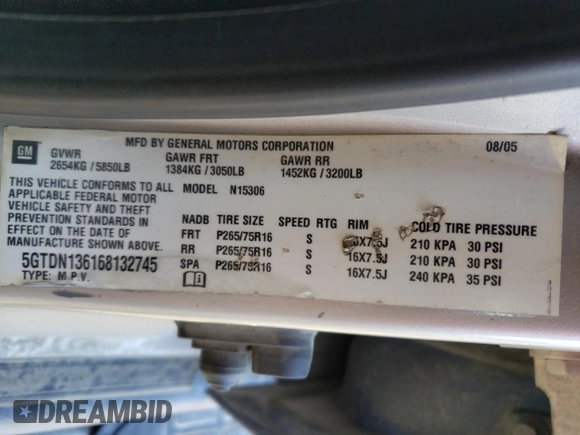 MFD BY GENERAL MOTORS CORPORATION 08/05
GM GVWR GAWR FRT GAWR RR
2654KG / 5850LB 1384KG / 3050LB 1452KG / 3200LB
THIS VEHICLE CONFORMS TO ALL MODEL N15306
APPLICABLE FEDERAL MOTOR
VEHICLE SAFETY AND THEFT
PREVENTION STANDARDS IN
EFFECT ON THE DATE OF
MANUFACTURE SHOWN ABOVE.
NADB TIRE SIZE SPEED RTG RIM COLD TIRE PRESSURE
FRT P265/75R16 S X7.5J 210 KPA 30 PSI
RR P265/75R16 S 16X7.5J 210 KPA 30 PSI
SPA P265/75R16 S 16X7.5J 240 KPA 35 PSI
5GTDN136168132745
TYPE: M.P.V.
DREAMBID